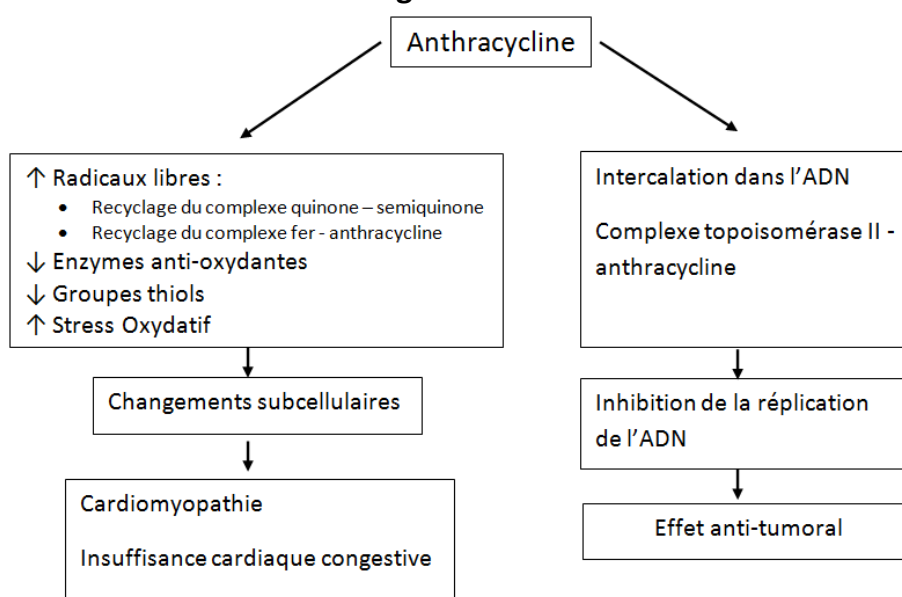 Anthracycline
↑ Radicaux libres :
• Recyclage du complexe quinone – semiquinone
• Recyclage du complexe fer - anthracycline
↓ Enzymes anti-oxydantes
↓ Groupes thiols
↑ Stress Oxydatif
Changements subcellulaires
Cardiomyopathie
Insuffisance cardiaque congestive
Intercalation dans l'ADN
Complexe topoisomérase II -
anthracycline
Inhibition de la réplication
de l'ADN
Effet anti-tumoral